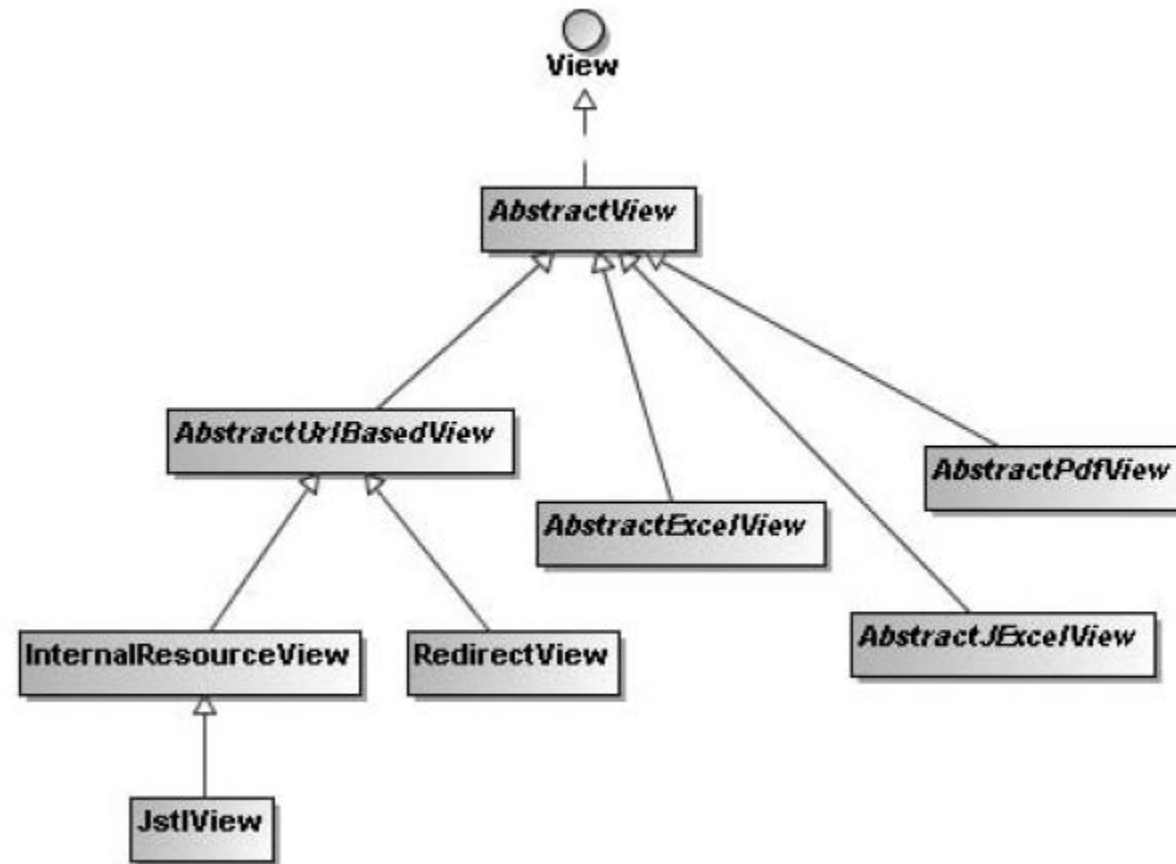 View
AbstractView
AbstractUrlBasedView
AbstractPdfView
AbstractExcelView
InternalResourceView
RedirectView
AbstractJExcelView
JstlView